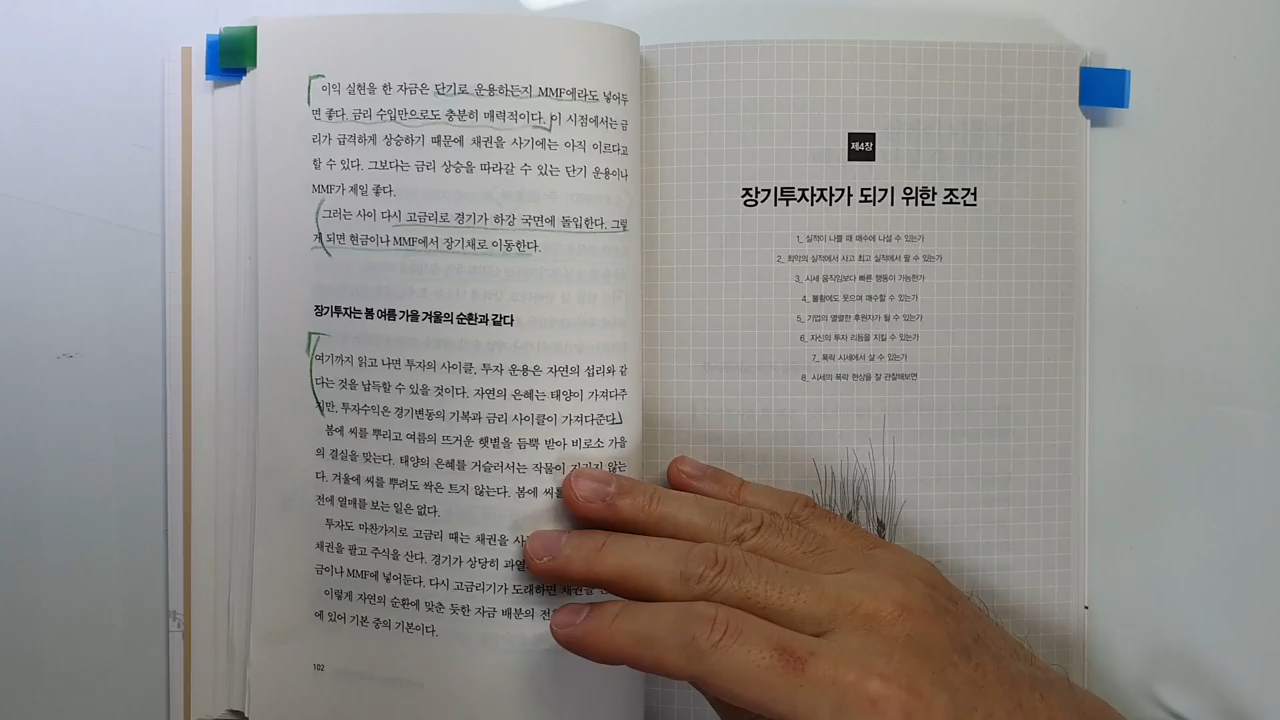 이익 실현을 한 자금은 단기로 운용하든지 MMF에라도 넣어두
면 좋다. 금리 수입만으로도 충분히 매력적이다. 이 시점에서는 금
리가 급격하게 상승하기 때문에 채권을 사기에는 아직 이르다고
할 수 있다. 그보다는 금리 상승을 따라갈 수 있는 단기 운용이나
MMF가 제일 좋다.
그러는 사이 다시 고금리로 경기가 하강 국면에 돌입한다. 그렇
게 되면 현금이나 MMF에서 장기채로 이동한다.
장기투자는 봄 여름 가을 겨울의 순환과 같다
여기까지 읽고 나면 투자의 사이클, 투자 운용은 자연의 섭리와 같
다는 것을 납득할 수 있을 것이다. 자연의 은혜는 태양이 가져다주
지만, 투자수익은 경기변동의 기복과 금리 사이클이 가져다준다.
봄에 씨를 뿌리고 여름의 뜨거운 햇볕을 듬뿍 받아 비로소 가을
의 결실을 맞는다. 태양의 은혜를 거슬러서는 작물이 않는
다. 겨울에 씨를 뿌려도 싹은 트지 않는다. 봄에 씨를
전에 열매를 보는 일은 없다.
투자도 마찬가지로 고금리 때는 채권을
채권을 팔고 주식을 산다. 경기가 상당히
금이나 MMF에 넣어둔다. 다시 고금리기가 도래하면 채권을
이렇게 자연의 순환에 맞춘 듯한 자금 배분의
에 있어 기본 중의 기본이다.
102
제4장
장기투자자가 되기 위한 조건
1_ 실적이 나쁠 때 매수에 나설 수 있는가
2_ 최악의 실적에서 사고 최고 실적에서 팔 수 있는가
3_ 시세 움직임보다 빠른 행동이 가능한가
4_ 불황에도 웃으며 매수할 수 있는가
5_ 기업의 열렬한 후원자가 될 수 있는가
6_ 자신의 투자 리듬을 지킬 수 있는가
7_ 폭락 시세에서 살 수 있는가
8_ 시세의 폭락 현상을 잘 관찰해보면